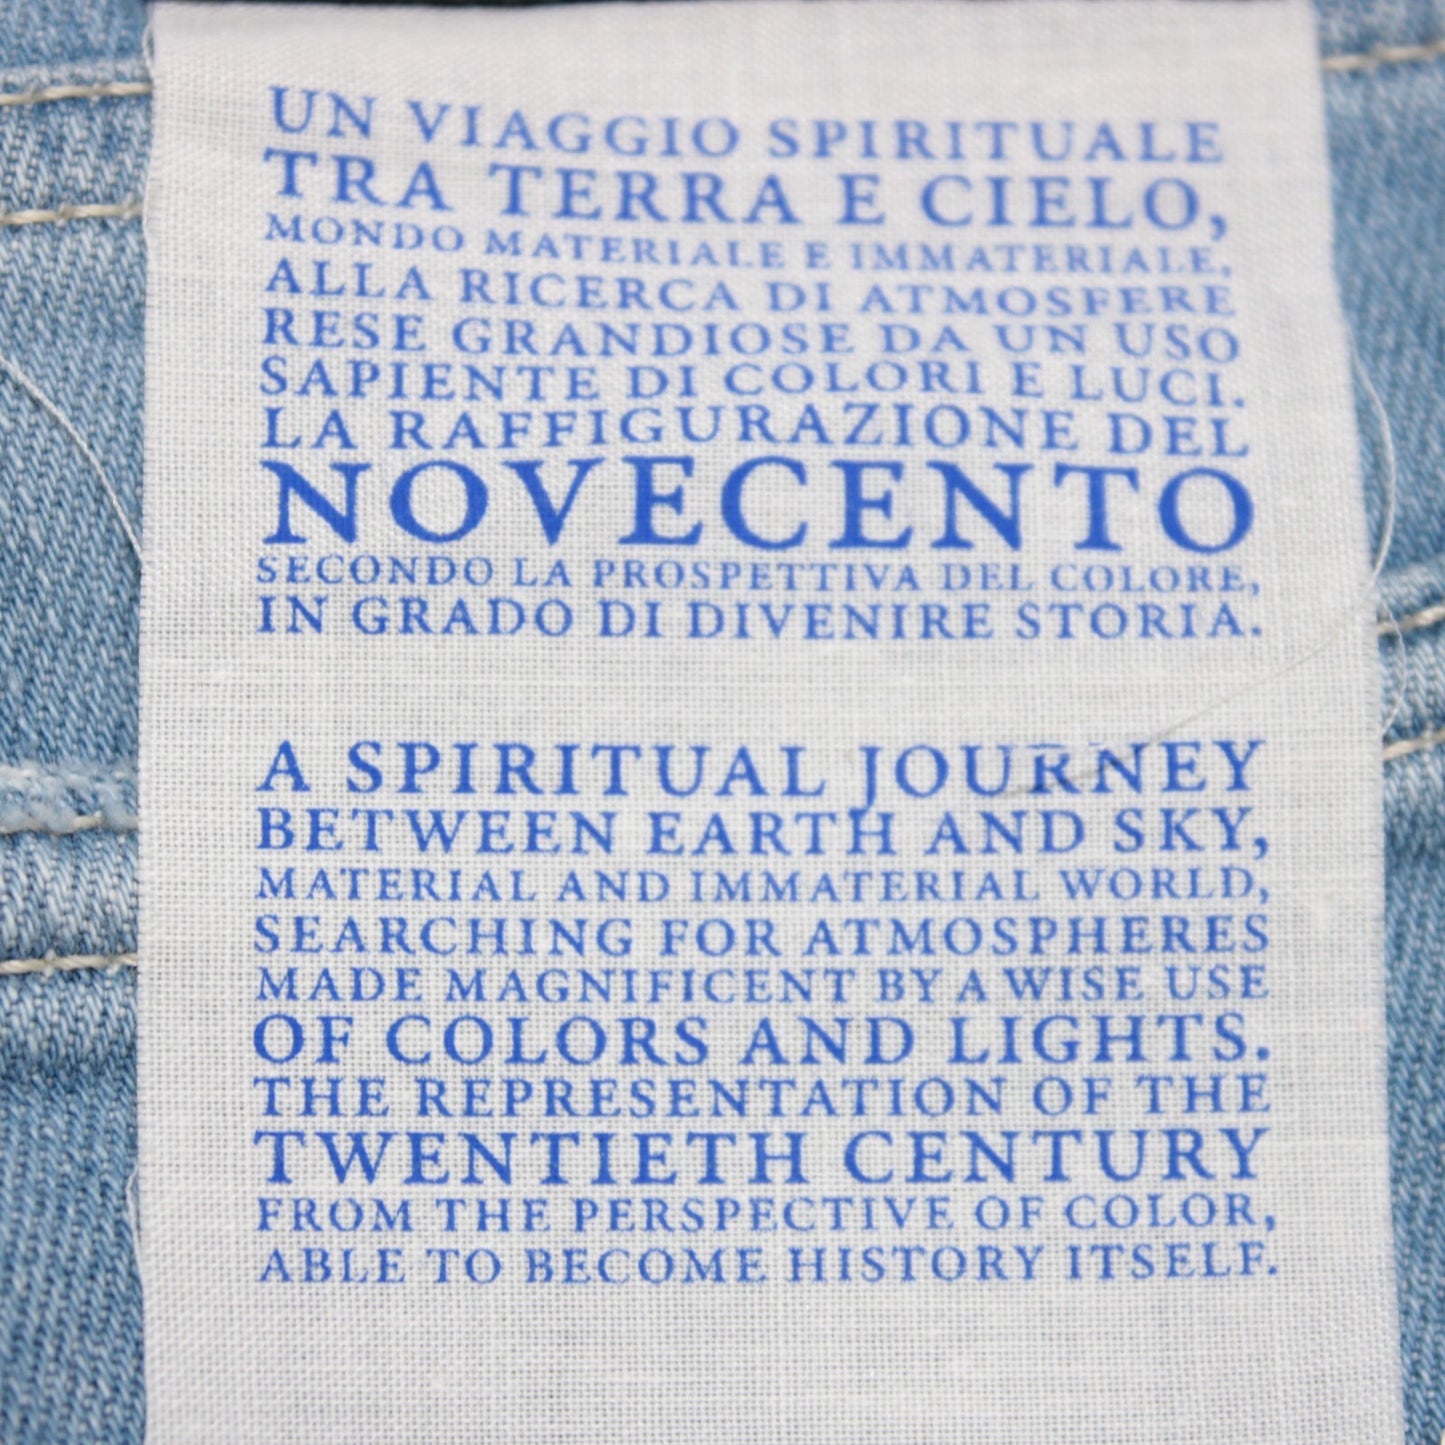 UN VIAGGIO SPIRITUALE
TRA TERRA E CIELO,
MONDO MATERIALE E IMMATERIALE,
ALLA RICERCA DI ATMOSFERE
RESE GRANDIOSE DA UN USO
SAPIENTE DI COLORI E LUCI.
LA RAFFIGURAZIONE DEL
NOVECENTO
SECONDO LA PROSPETTIVA DEL COLORE,
IN GRADO DI DIVENIRE STORIA.
A SPIRITUAL JOURNEY
BETWEEN EARTH AND SKY,
MATERIAL AND IMMATERIAL WORLD,
SEARCHING FOR ATMOSPHERES
MADE MAGNIFICENT BY A WISE USE
OF COLORS AND LIGHTS.
THE REPRESENTATION OF THE
TWENTIETH CENTURY
FROM THE PERSPECTIVE OF COLOR,
ABLE TO BECOME HISTORY ITSELF.